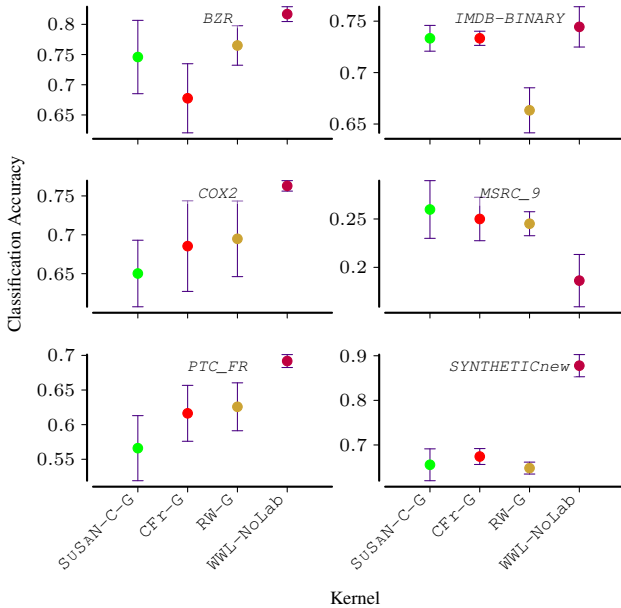 Classification Accuracy
BZR
0.8
0.75
0.7
0.65
IMDB-BINARY
0.75
0.7
0.65
COX2
0.75
0.7
0.65
MSRC_9
0.25
0.2
PTC_FR
0.7
0.6
0.55
SYNTHETICnew
0.9
0.8
0.7
SUSAN-C-G
CFr-G
RW-G
WWL-NoLab
SUSAN-C-G
CFr-G
RW-G
WWL-NoLab
Kernel